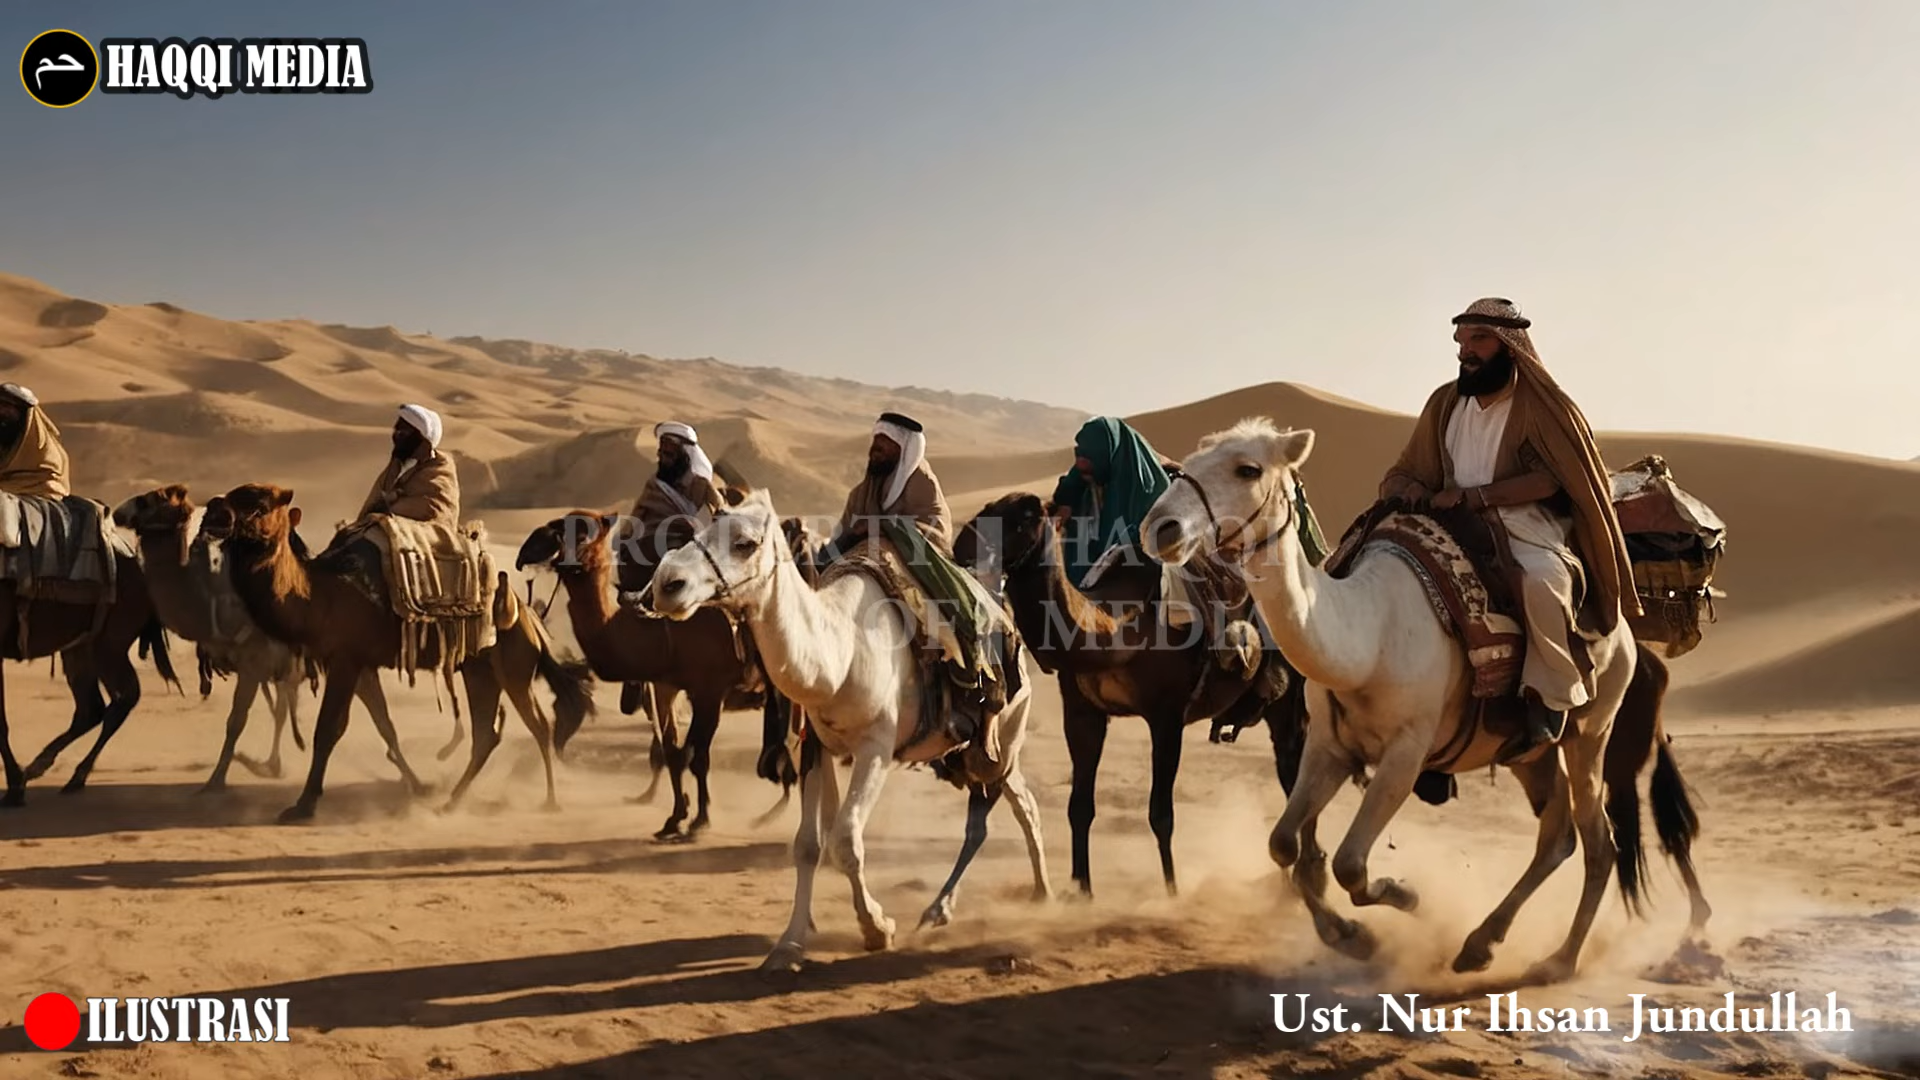 حم
HAQQI MEDIA
PROPERTY HAQQI
OF MEDIA
ILUSTRASI
Ust. Nur Ihsan Jundullah